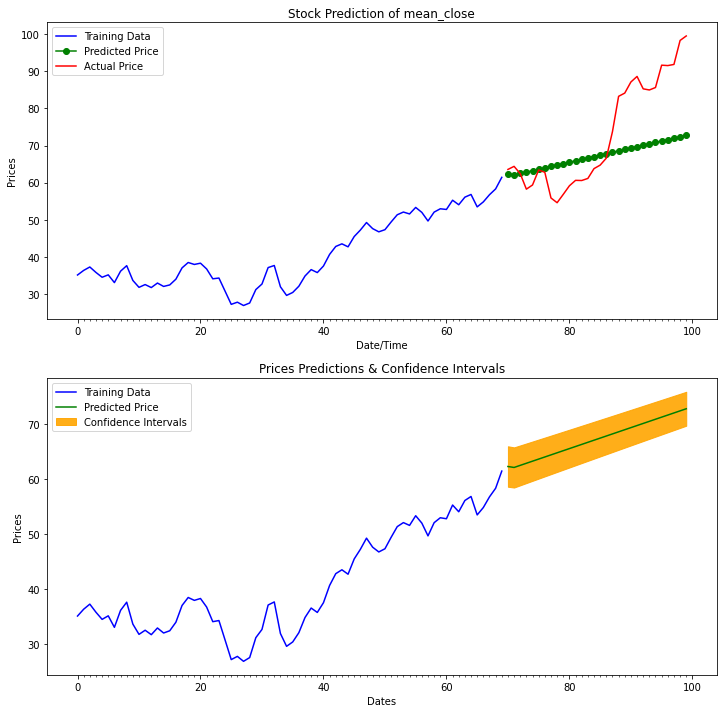 Stock Prediction of mean_close
Training Data
Predicted Price
Actual Price
100
90
80
70
60
50
40
30
Prices
0
20
40
60
80
100
Date/Time
Prices Predictions & Confidence Intervals
Training Data
Predicted Price
Confidence Intervals
70
60
50
40
30
Prices
0
20
40
60
80
100
Dates